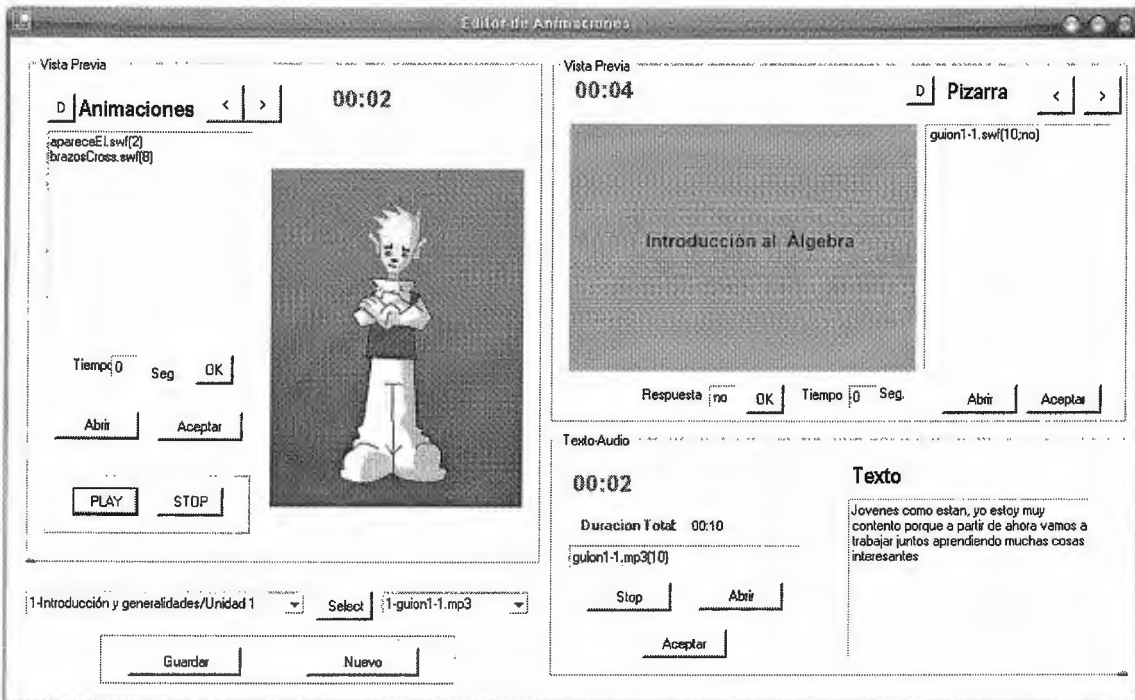 Editor de Animaciones
Vista Previa
D Animaciones < > 00:02
apareceEl.swf(2)
brazosCross.swf(8)
Tiempo 0 Seg OK
Abrir Aceptar
PLAY STOP
1-Introducción y generalidades/Unidad 1 Select 1-guion1-1.mp3
Guardar Nuevo
Vista Previa
00:04 D Pizarra < >
guion1-1.swf(10;no)
Introducción al Álgebra
Respuesta no OK Tiempo 0 Seg. Abrir Aceptar
Texto-Audio
00:02
Duracion Total: 00:10
guion1-1.mp3(10)
Stop Abrir
Aceptar
Texto
Jovenes como estan, yo estoy muy
contento porque a partir de ahora vamos a
trabajar juntos aprendiendo muchas cosas
interesantes